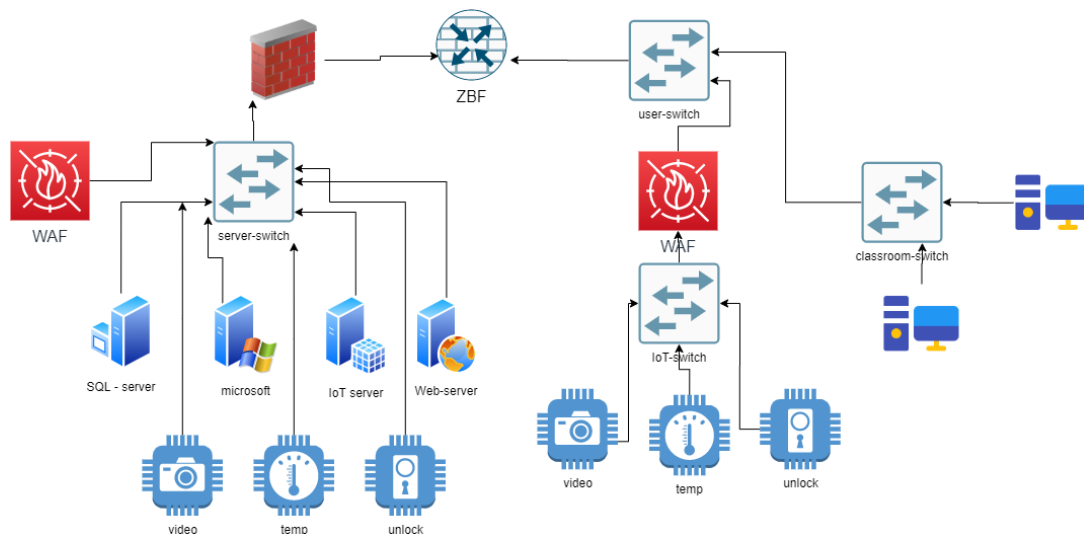 ZBF
user-switch
WAF
server-switch
WAF
classroom-switch
IoT-switch
SQL - server
microsoft
IoT server
Web-server
video
temp
unlock
video
temp
unlock